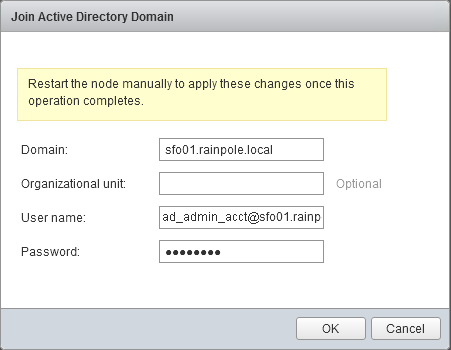 Join Active Directory Domain
Restart the node manually to apply these changes once this
operation completes.
Domain: sfo01.rainpole.local
Organizational unit: Optional
User name: ad_admin_acct@sfo01.rainp
Password: ●●●●●●●●
OK Cancel